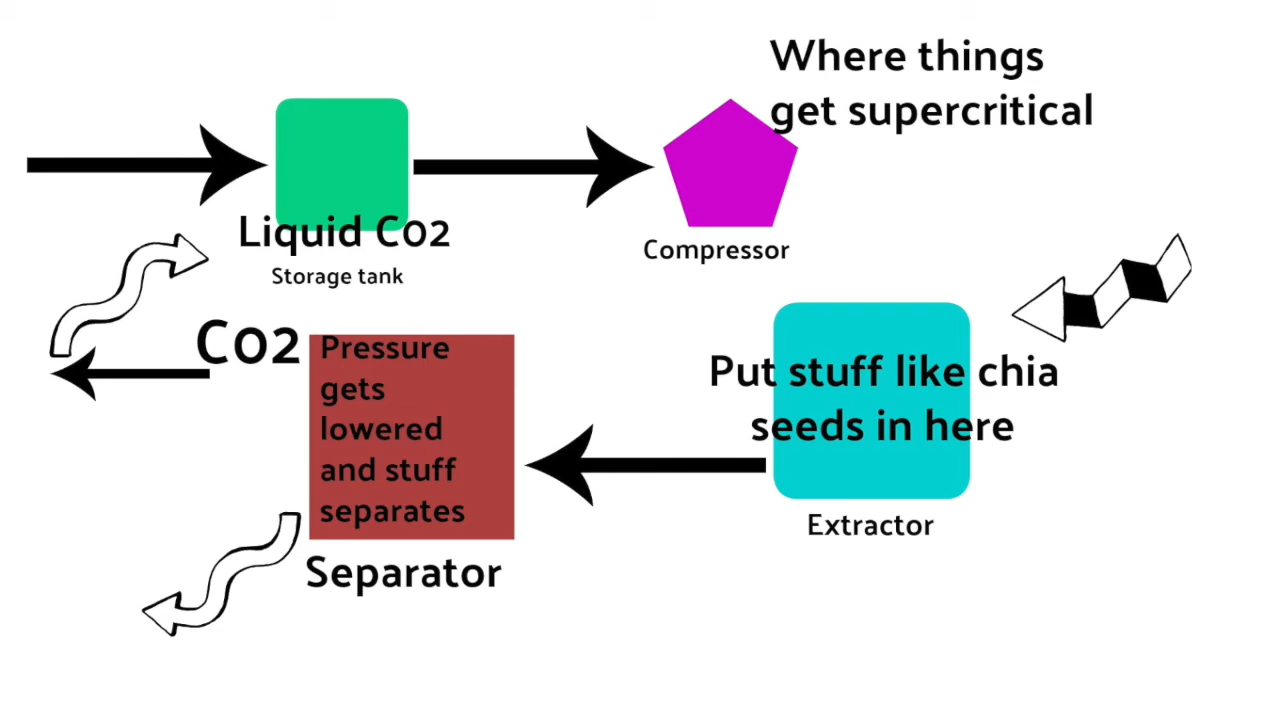 Where things
get supercritical
Liquid Co2
Storage tank
Compressor
Co2
Pressure
gets
lowered
and stuff
separates
Put stuff like chia
seeds in here
Extractor
Separator